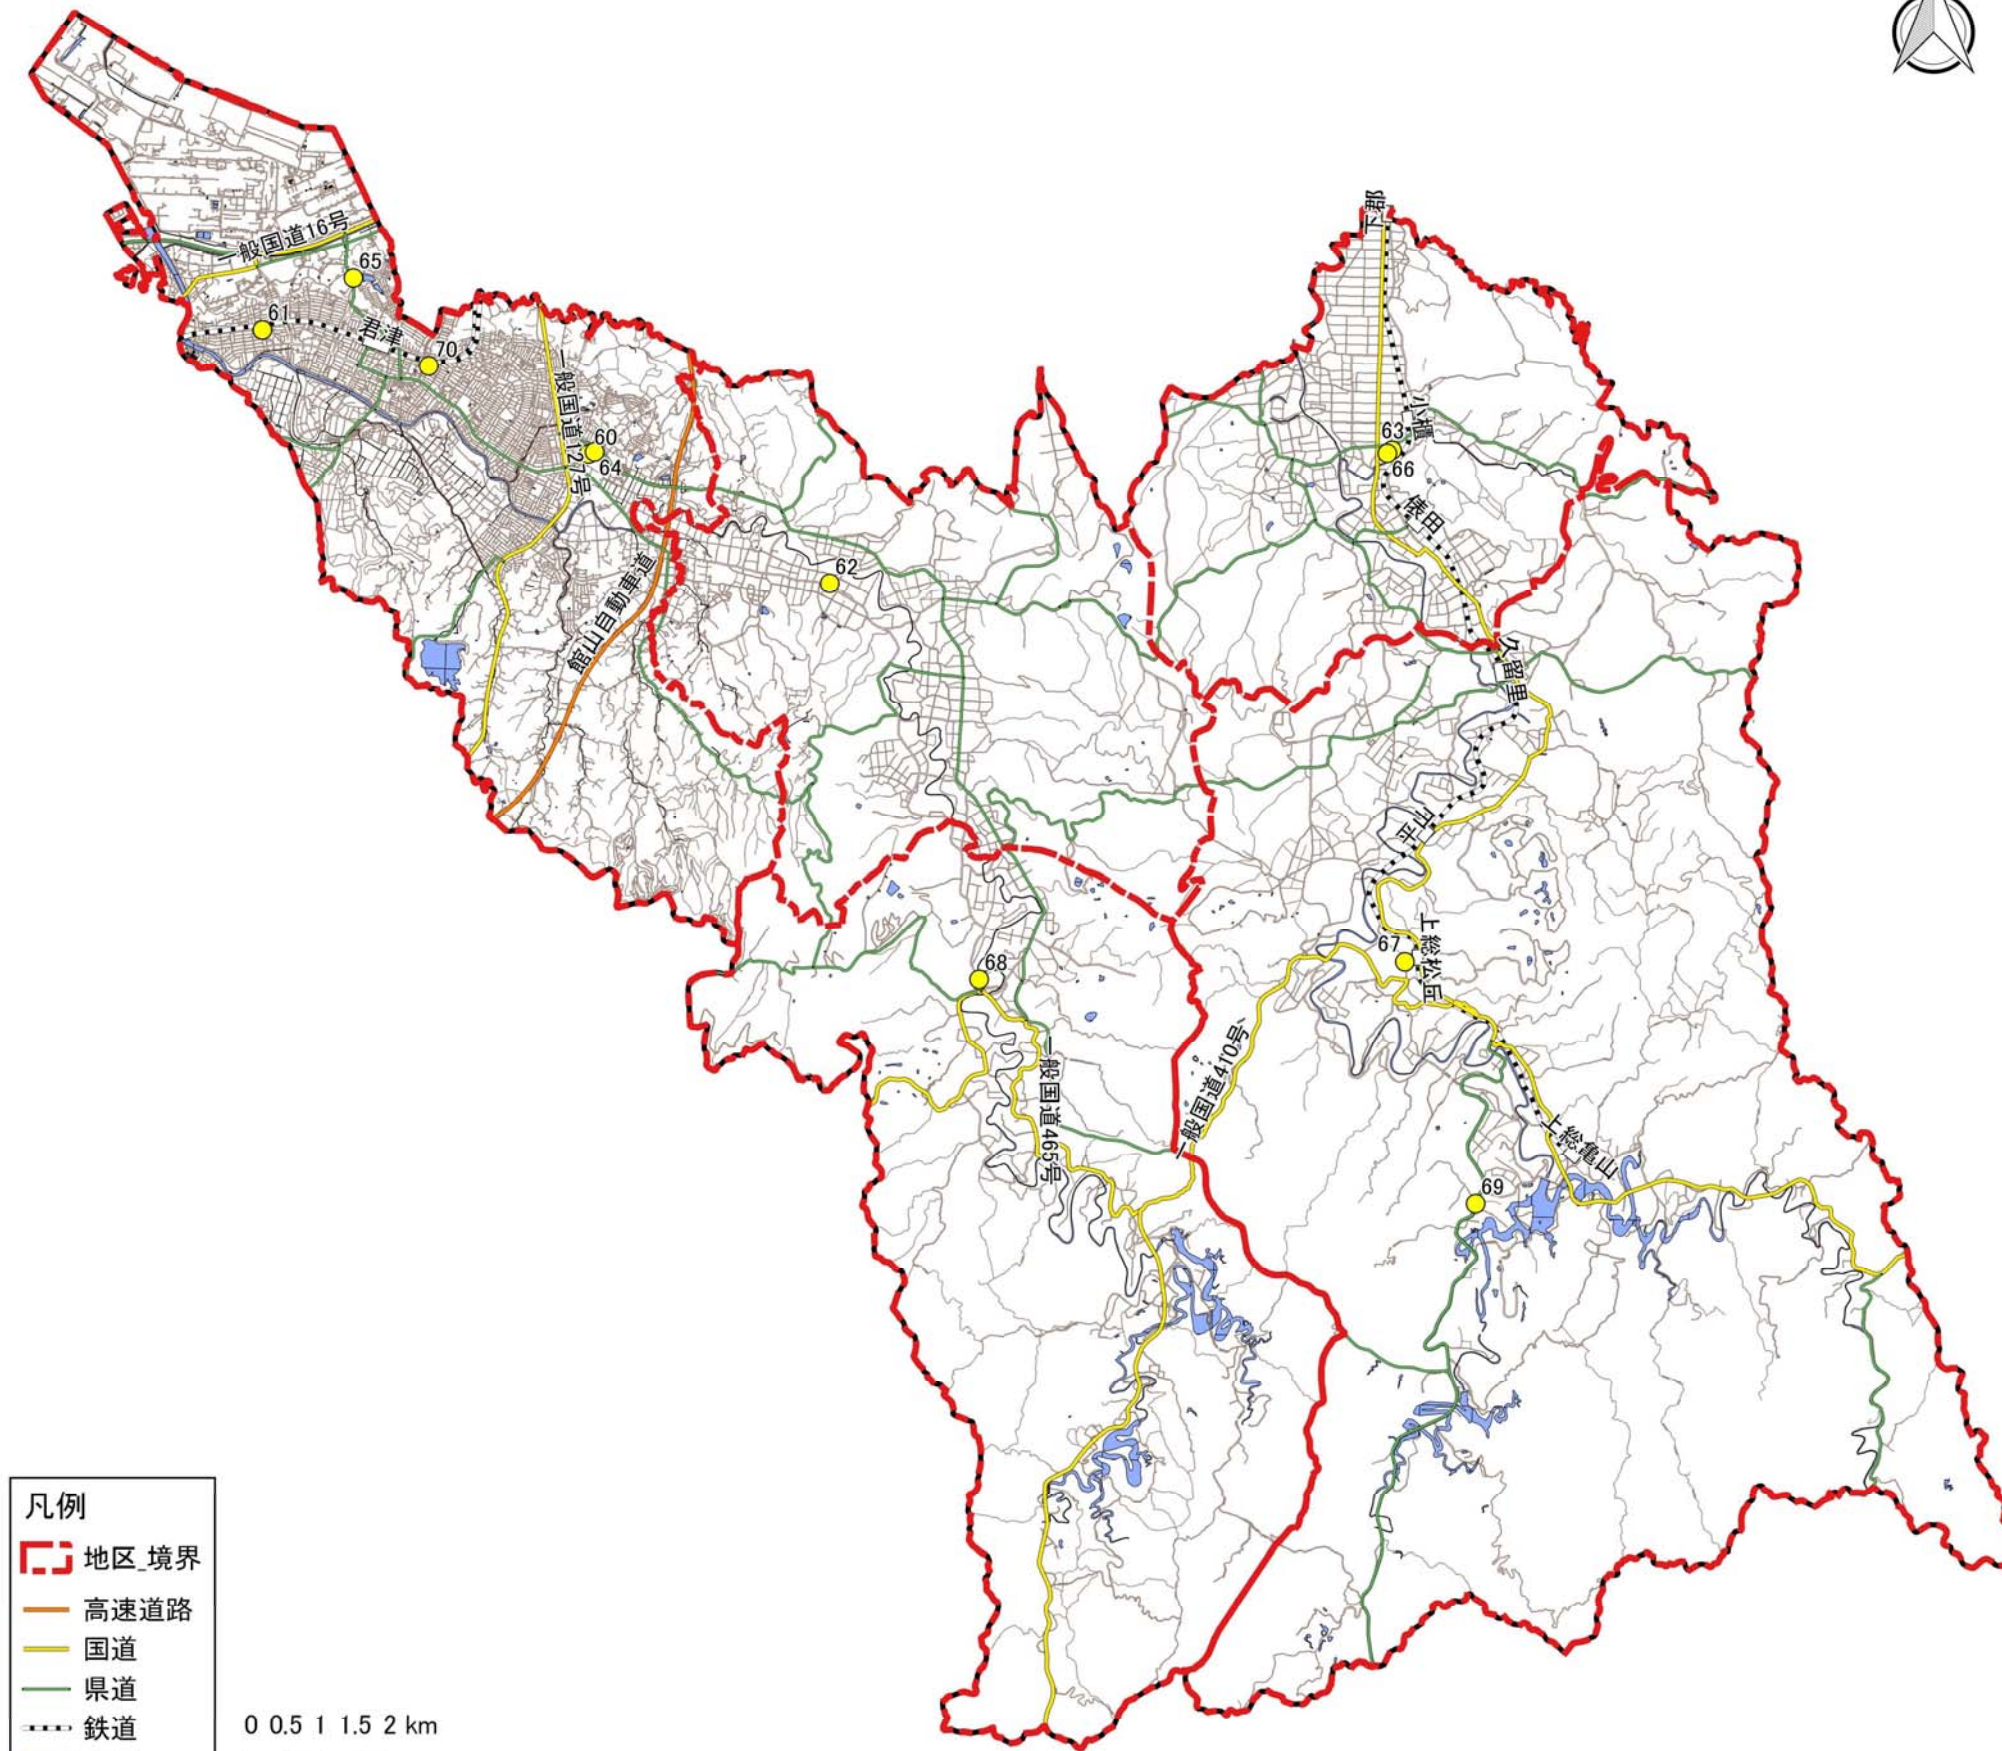 下郡
一般国道16号
65
61
君津
70
一般国道127号
60
64
小櫃
63
66
俵田
62
館山自動車道
久留里
平山
上総松丘
67
68
一般国道410号
一般国道465号
上総亀山
69
凡例
地区_境界
高速道路
国道
県道
鉄道
0 0.5 1 1.5 2 km